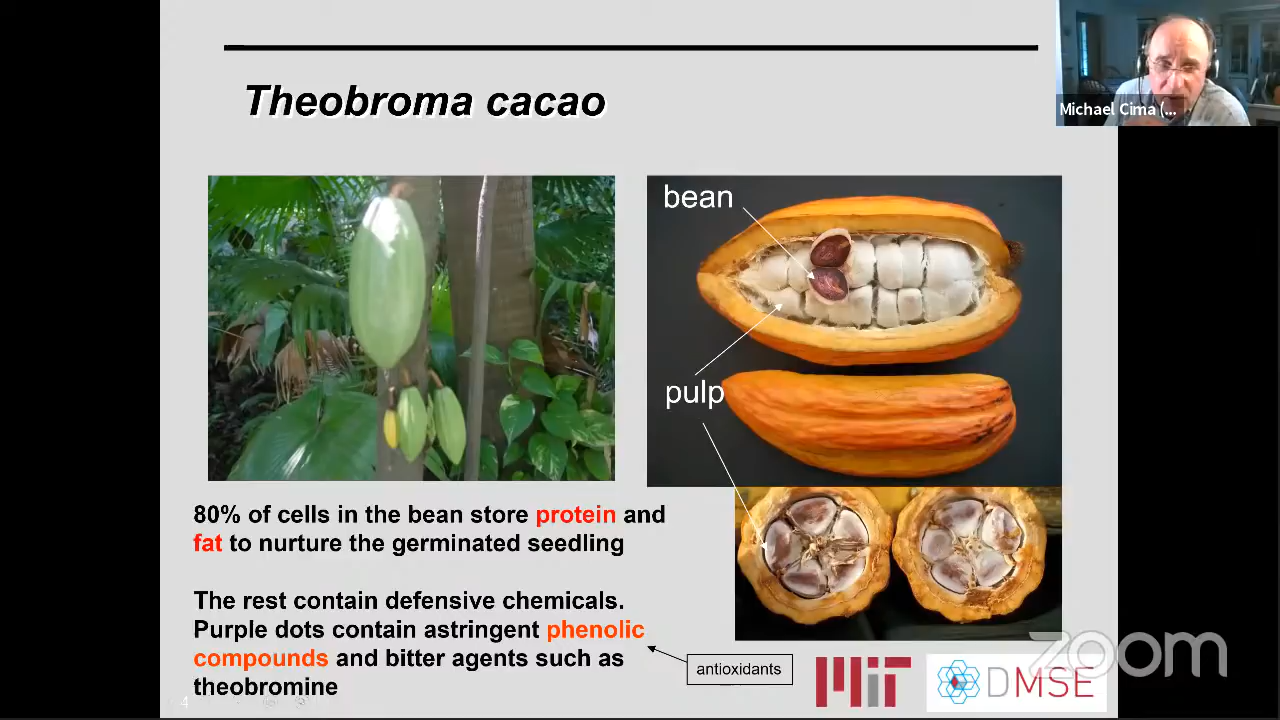 Theobroma cacao
Michael Cima (...
bean
pulp
80% of cells in the bean store protein and
fat to nurture the germinated seedling
The rest contain defensive chemicals.
Purple dots contain astringent phenolic
compounds and bitter agents such as
theobromine
antioxidants
MIT
DMSE
zoom
4